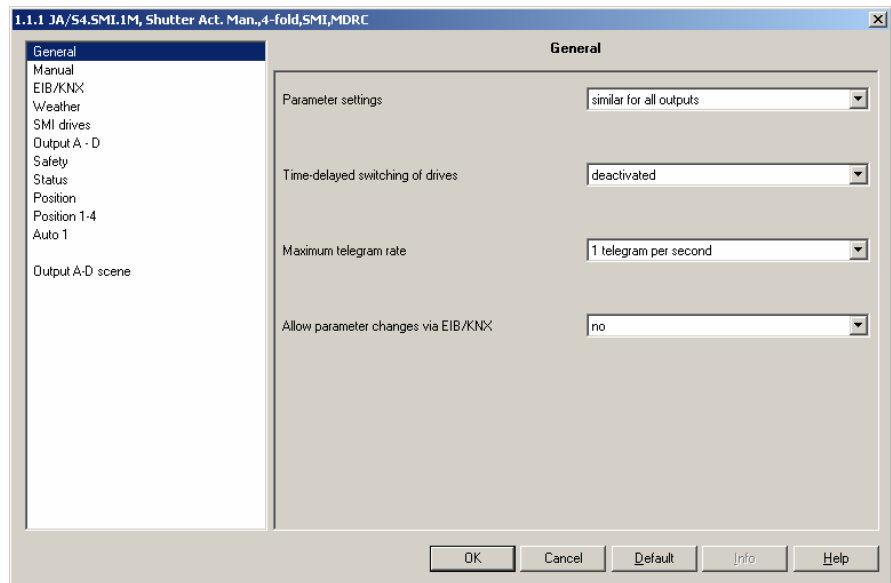 1.1.1 JA/S4.SMI.1M, Shutter Act. Man.,4-fold,SMI,MDRC
General
Manual
EIB/KNX
Weather
SMI drives
Output A - D
Safety
Status
Position
Position 1-4
Auto 1
Output A-D scene
General
Parameter settings
similar for all outputs
Time-delayed switching of drives
deactivated
Maximum telegram rate
1 telegram per second
Allow parameter changes via EIB/KNX
no
OK Cancel Default Info Help